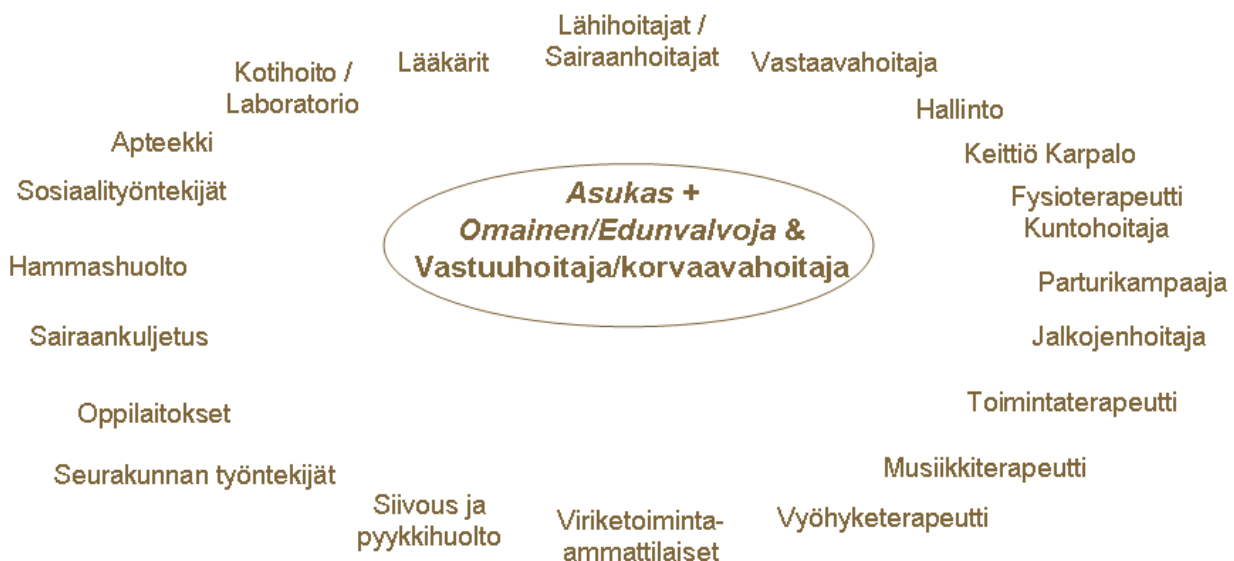 Lähihoitajat /
Sairaanhoitajat
Vastaavahoitaja
Hallinto
Keittiö Karpalo
Fysioterapeutti
Kuntohoitaja
Parturikampaaja
Jalkojenhoitaja
Toimintaterapeutti
Musiikkiterapeutti
Vyöhyketerapeutti
Viriketoiminta-
ammattilaiset
Siivous ja
pyykkihuolto
Seurakunnan työntekijät
Oppilaitokset
Sairaankuljetus
Hammashuolto
Sosiaalityöntekijät
Apteekki
Kotihoito /
Laboratorio
Lääkärit
Asukas +
Omainen/Edunvalvoja &
Vastuuhoitaja/korvaavahoitaja